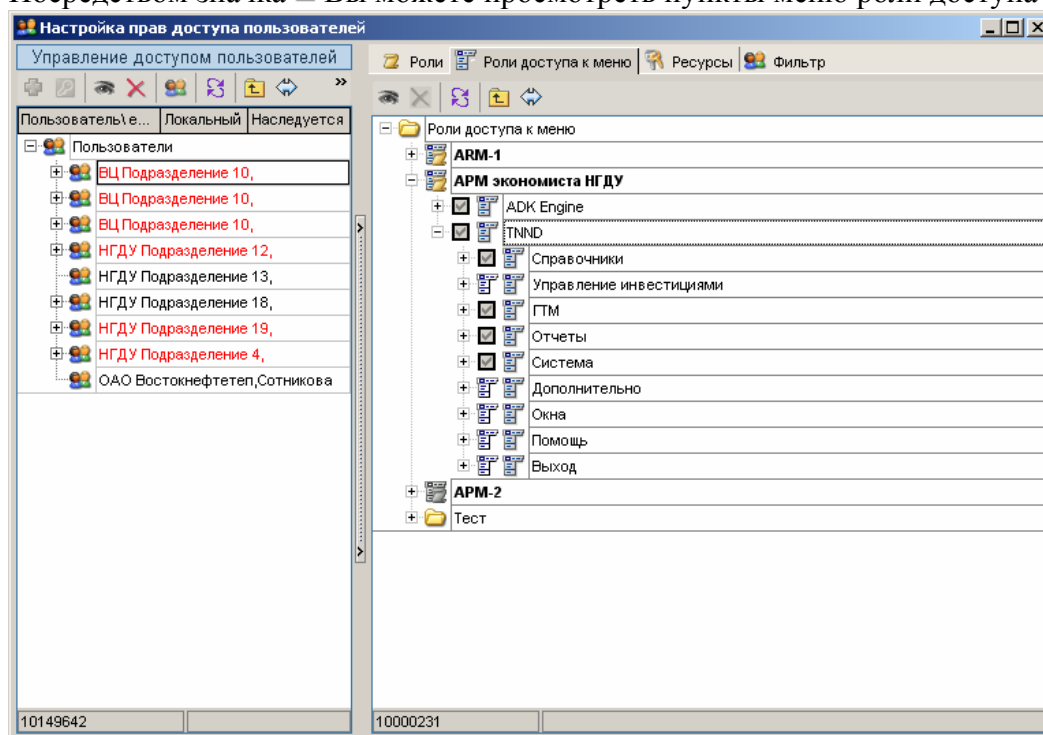 Посредством значка – Вы можете просмотреть пункты меню роли доступа
Настройка прав доступа пользователей
Управление доступом пользователей
»
Пользователь\ е... Локальный Наследуется
Пользователи
ВЦ Подразделение 10,
ВЦ Подразделение 10,
ВЦ Подразделение 10,
НГДУ Подразделение 12,
НГДУ Подразделение 13,
НГДУ Подразделение 18,
НГДУ Подразделение 19,
НГДУ Подразделение 4,
ОАО Востокнефтетеп,Сотникова
10149642
Роли Роли доступа к меню Ресурсы Фильтр
Роли доступа к меню
ARM-1
АРМ экономиста НГДУ
ADK Engine
TNND
Справочники
Управление инвестициями
ГТМ
Отчеты
Система
Дополнительно
Окна
Помощь
Выход
АРМ-2
Тест
10000231